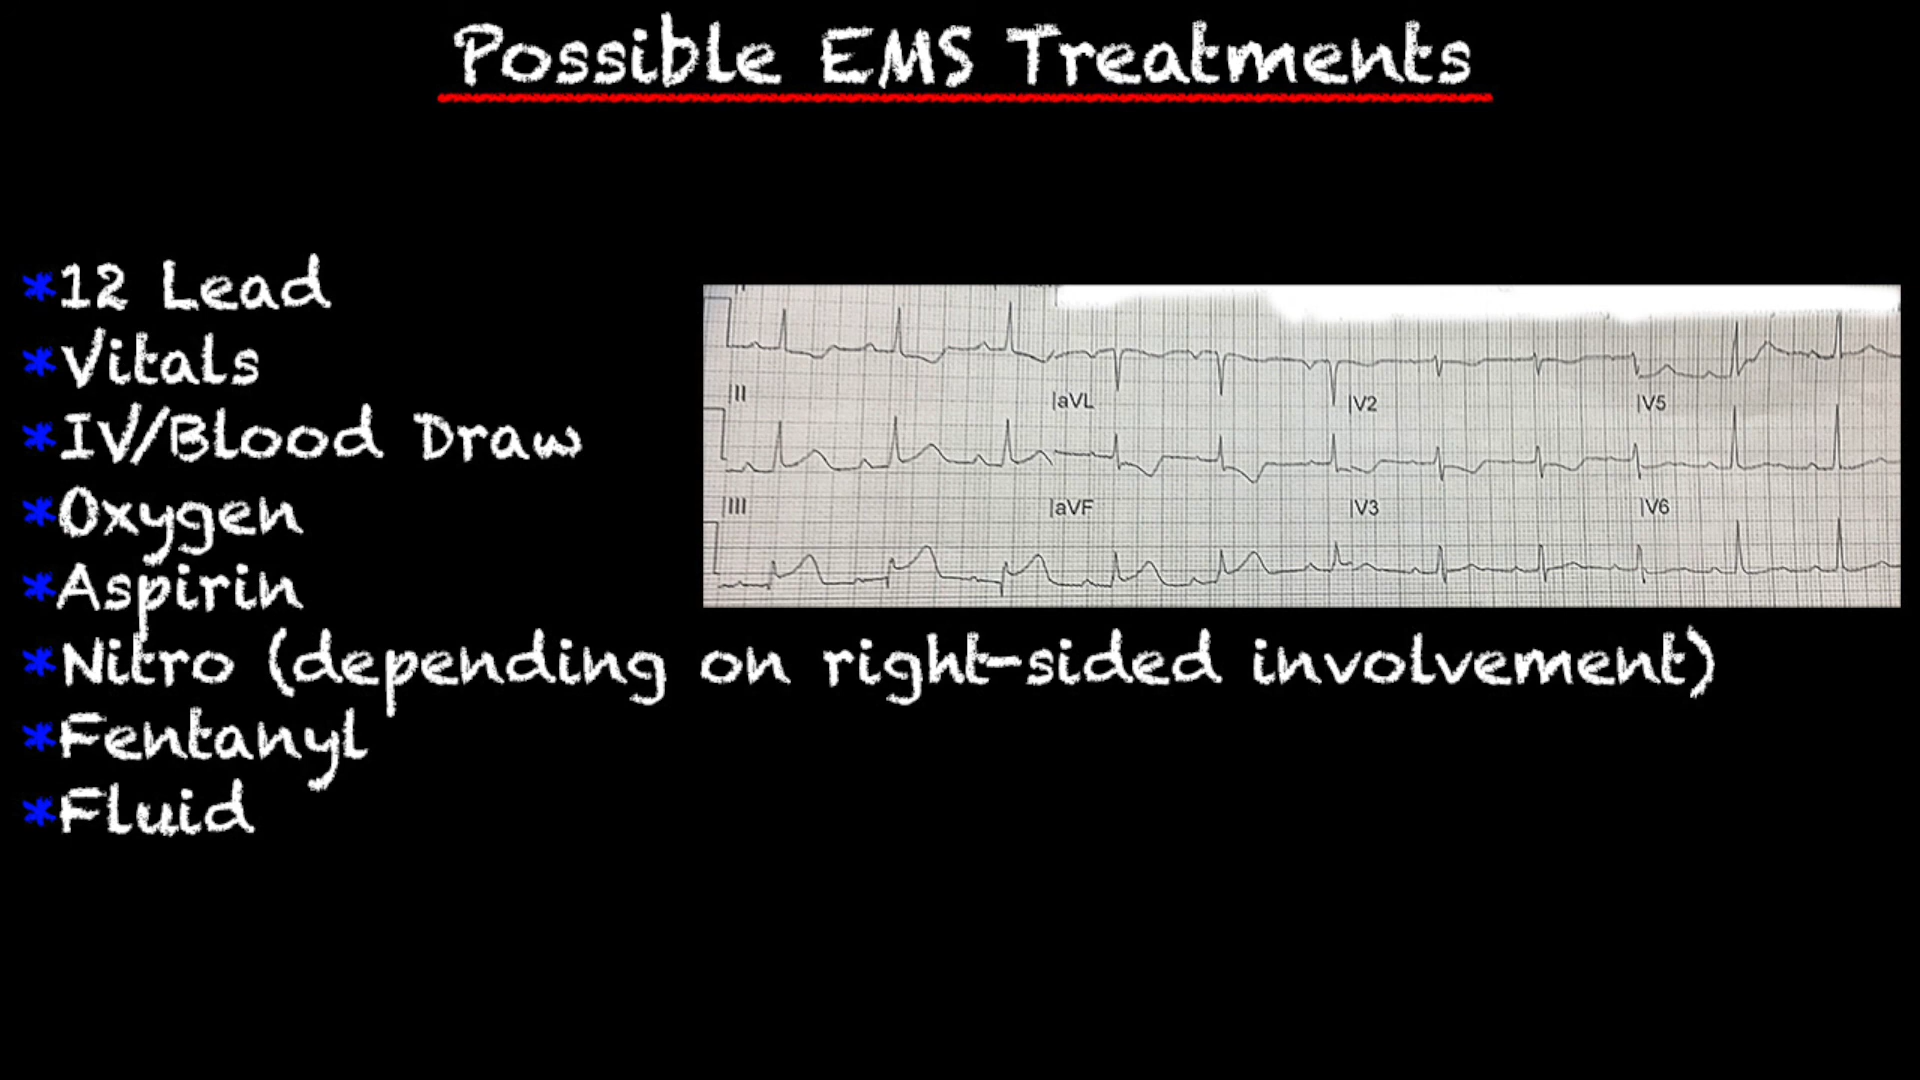 Possible EMS Treatments
*12 Lead
*Vitals
*IV/Blood Draw
*Oxygen
*Aspirin
*Nitro (depending on right-sided involvement)
*Fentanyl
*Fluid
II aVL V2 V5
III aVF V3 V6